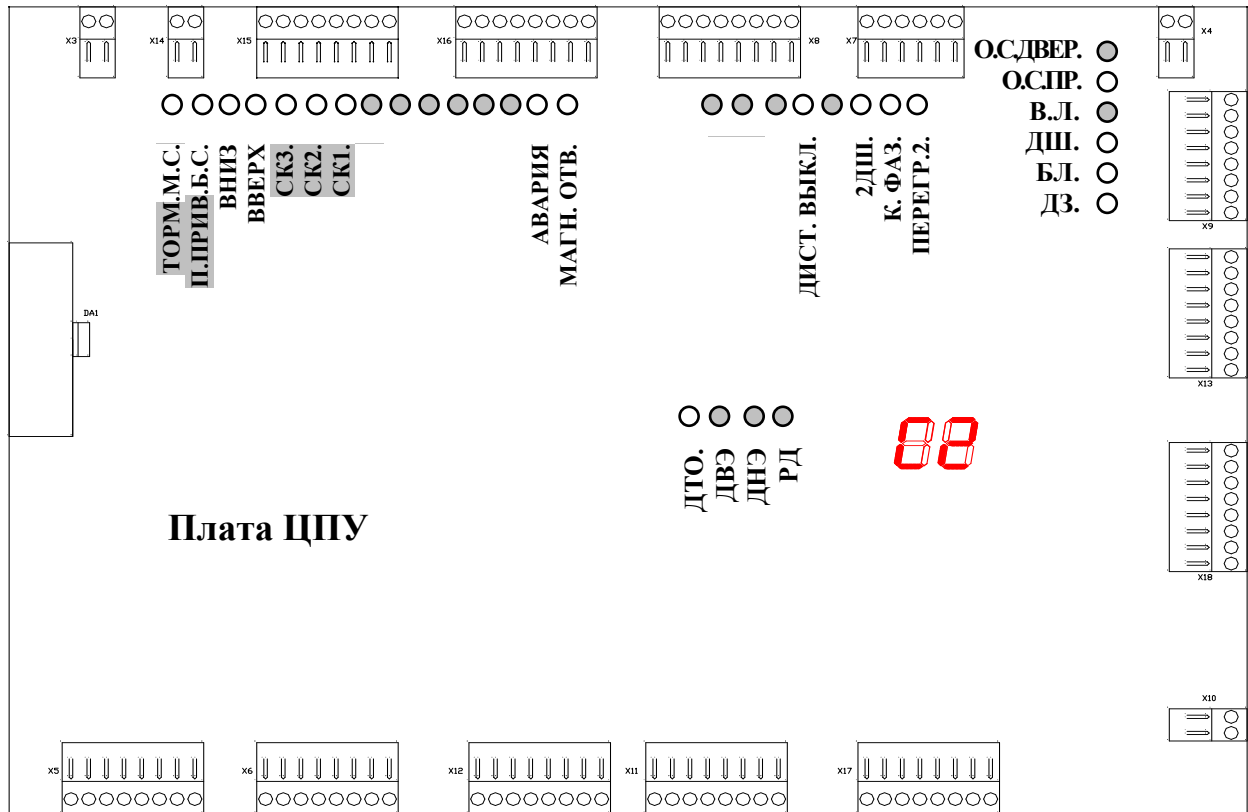 X3
X14
X15
X16
X8
X7
X4
О.С.ДВЕР.
О.С.ПР.
В.Л.
ДШ.
БЛ.
ДЗ.
ТОРМ.М.С.
П.ПРИВ.Б.С.
ВНИЗ
ВВЕРХ
СК3.
СК2.
СК1.
АВАРИЯ
МАГН. ОТВ.
ДИСТ. ВЫКЛ.
2ДШ.
К. ФАЗ.
ПЕРЕГР.2.
X9
DA1
X13
ДТО.
ДВЭ
ДНЭ
РД
Плата ЦПУ
X18
X10
X5
X6
X12
X11
X17